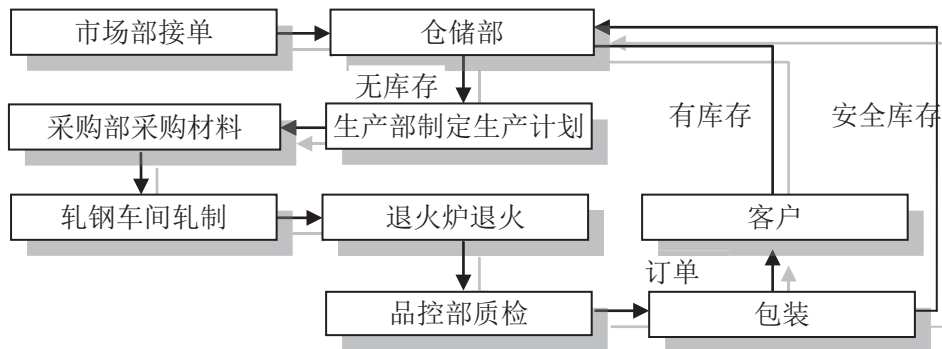 市场部接单
仓储部
无库存
采购部采购材料
生产部制定生产计划
有库存
安全库存
轧钢车间轧制
退火炉退火
客户
订单
品控部质检
包装